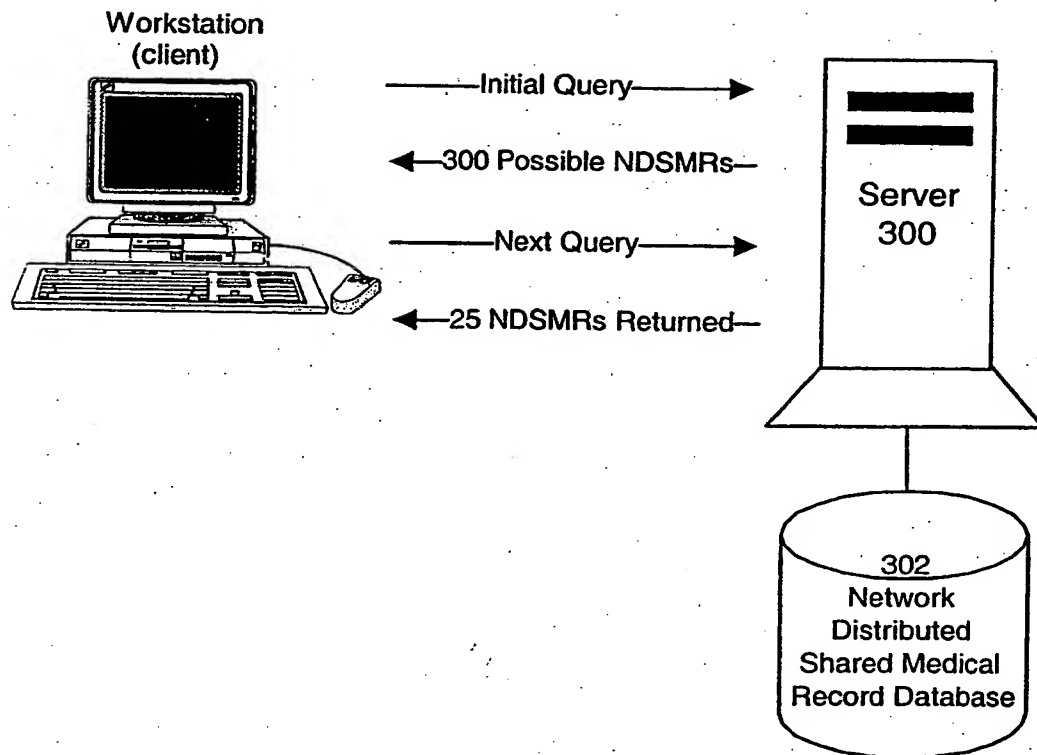 Workstation
(client)
Initial Query
300 Possible NDSMRs
Next Query
25 NDSMRs Returned
Server
300
302
Network
Distributed
Shared Medical
Record Database